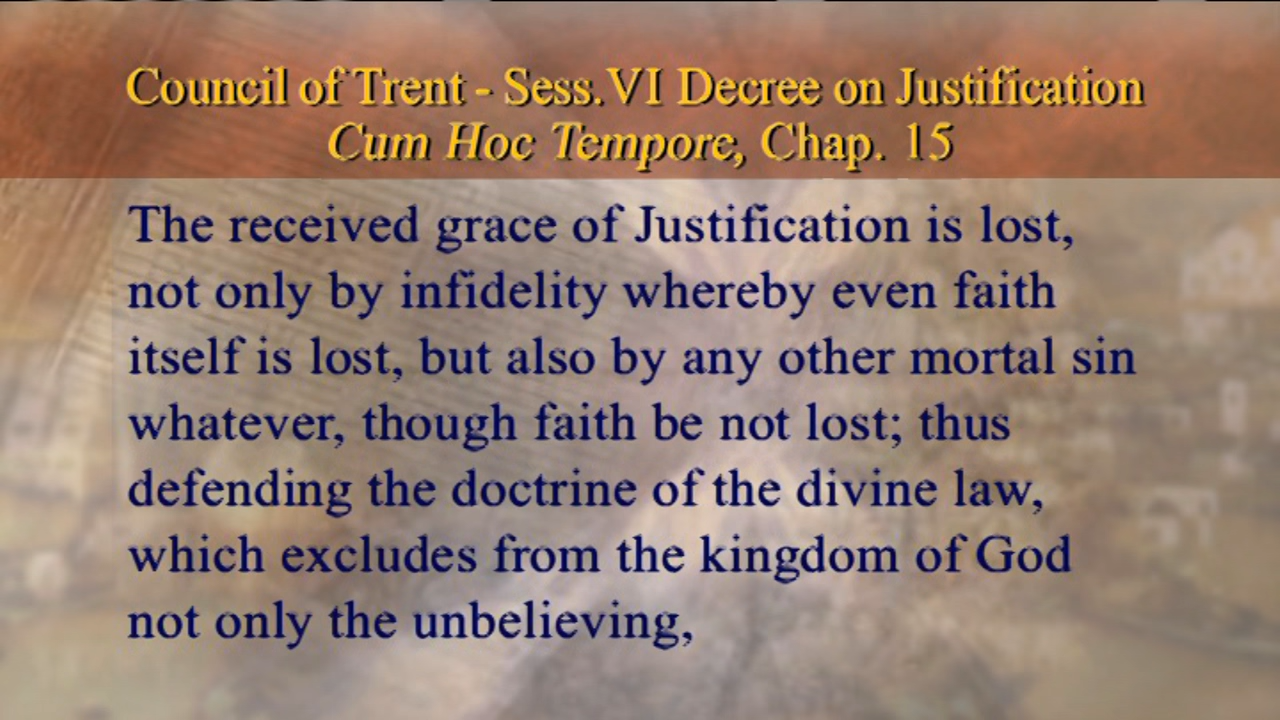 Council of Trent - Sess.VI Decree on Justification
Cum Hoc Tempore, Chap. 15
The received grace of Justification is lost,
not only by infidelity whereby even faith
itself is lost, but also by any other mortal sin
whatever, though faith be not lost; thus
defending the doctrine of the divine law,
which excludes from the kingdom of God
not only the unbelieving,